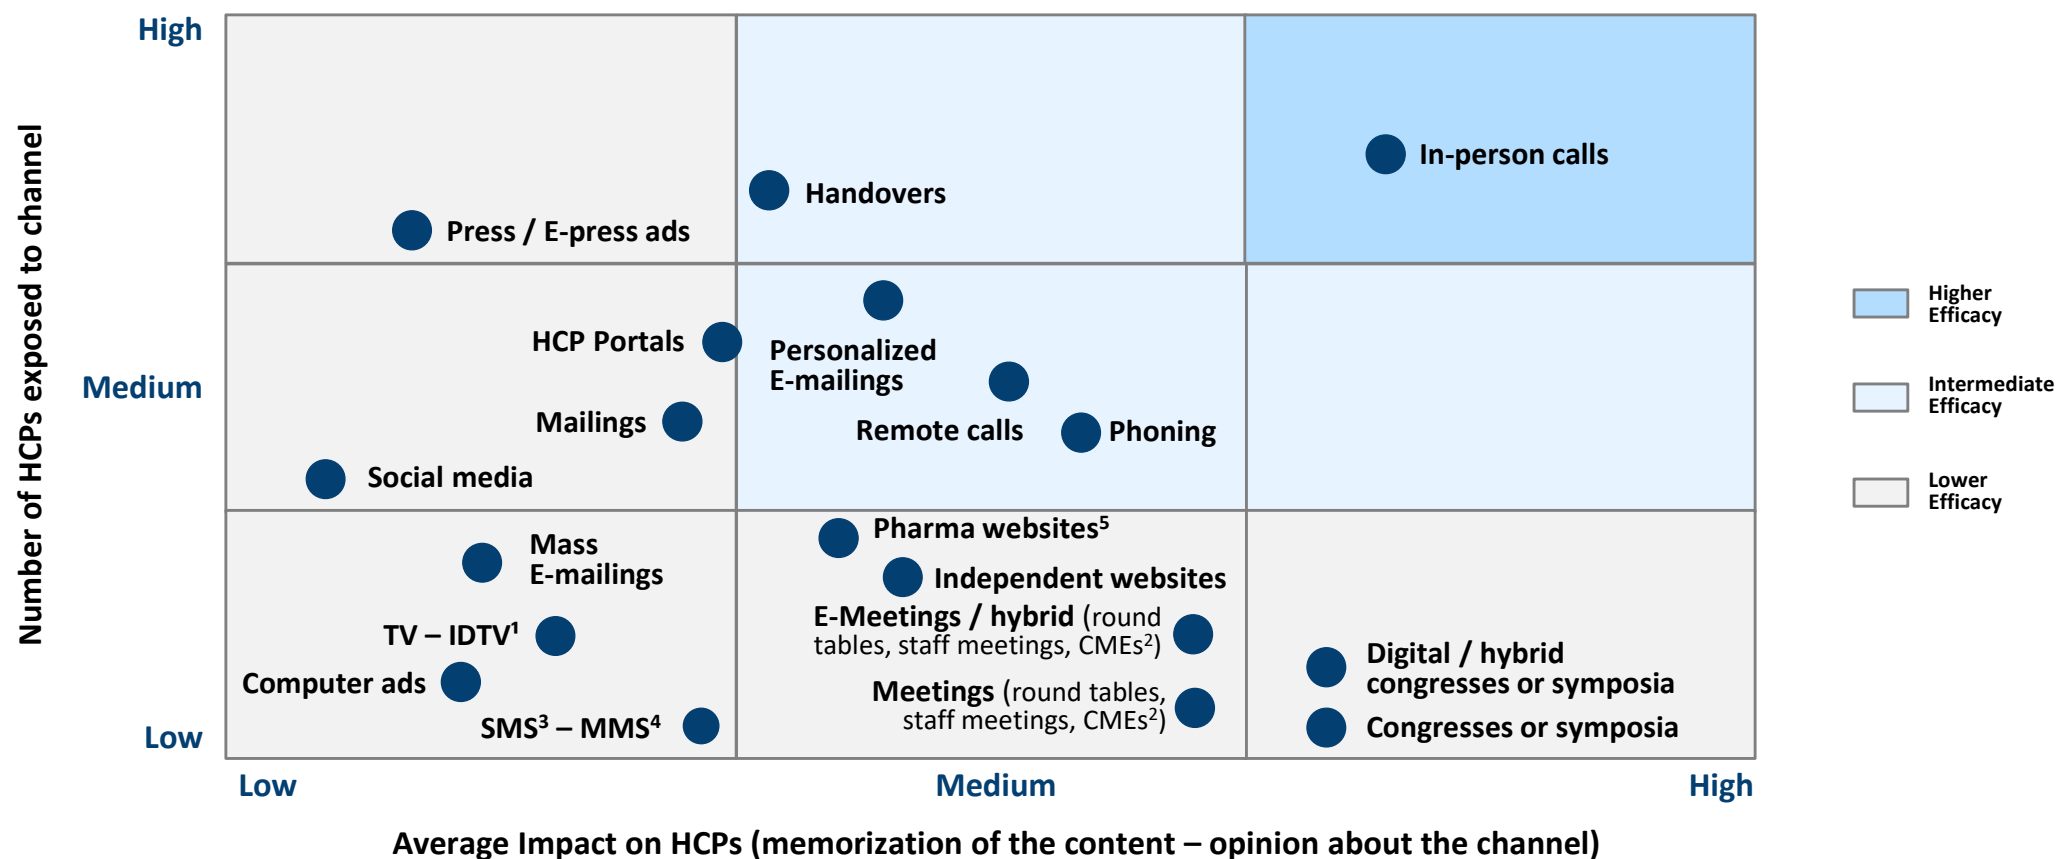 High
In-person calls
Handovers
Press / E-press ads
Number of HCPs exposed to channel
Higher
Efficacy
HCP Portals
Personalized
E-mailings
Medium
Intermediate
Efficacy
Mailings
Remote calls
Phoning
Social media
Lower
Efficacy
Pharma websites⁵
Mass
E-mailings
Independent websites
E-Meetings / hybrid (round
tables, staff meetings, CMEs²)
TV – IDTV¹
Digital / hybrid
congresses or symposia
Computer ads
Meetings (round tables,
staff meetings, CMEs²)
SMS³ – MMS⁴
Congresses or symposia
Low
Low
Medium
High
Average Impact on HCPs (memorization of the content – opinion about the channel)